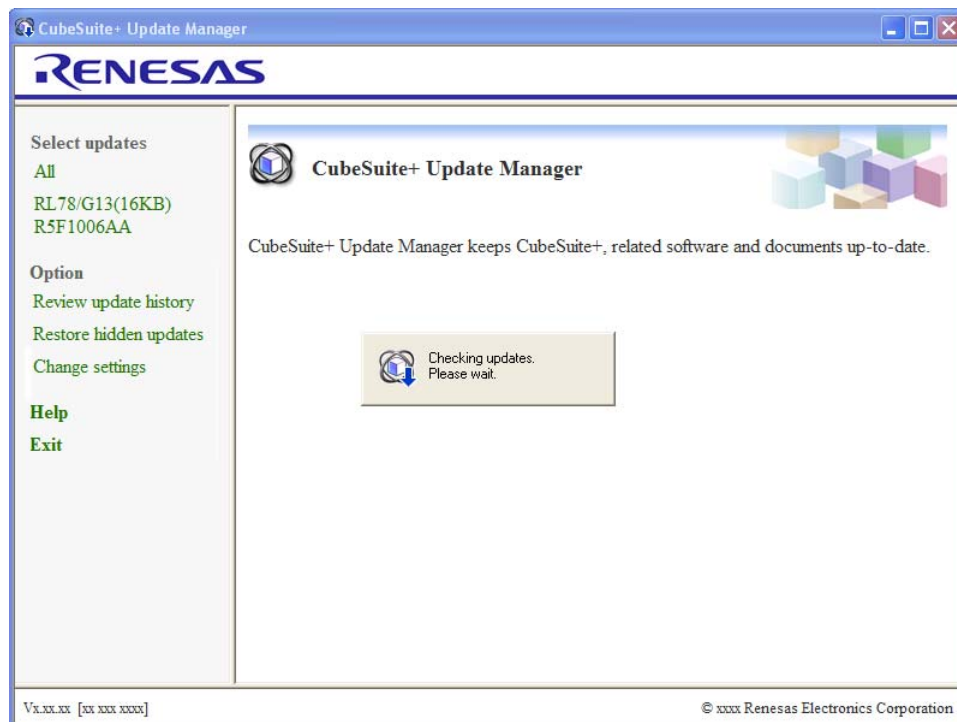 CubeSuite+ Update Manager
RENESAS
Select updates
All
RL78/G13(16KB)
R5F1006AA
Option
Review update history
Restore hidden updates
Change settings
Help
Exit
CubeSuite+ Update Manager
CubeSuite+ Update Manager keeps CubeSuite+, related software and documents up-to-date.
Checking updates.
Please wait.
Vx.xx.xx [xx xxx xxxx]
© xxxx Renesas Electronics Corporation